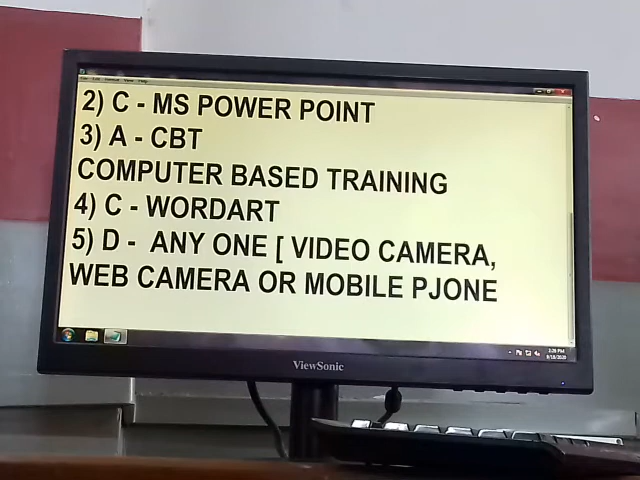 2) C - MS POWER POINT
3) A - CBT
COMPUTER BASED TRAINING
4) C - WORDART
5) D - ANY ONE [ VIDEO CAMERA,
WEB CAMERA OR MOBILE PJONE
ViewSonic